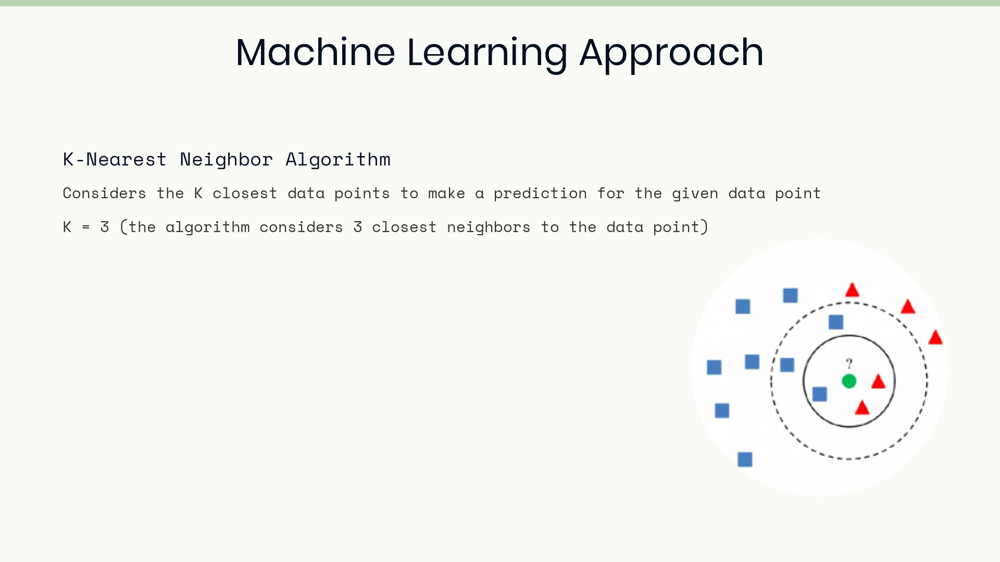 Machine Learning Approach
K-Nearest Neighbor Algorithm
Considers the K closest data points to make a prediction for the given data point
K = 3 (the algorithm considers 3 closest neighbors to the data point)
?